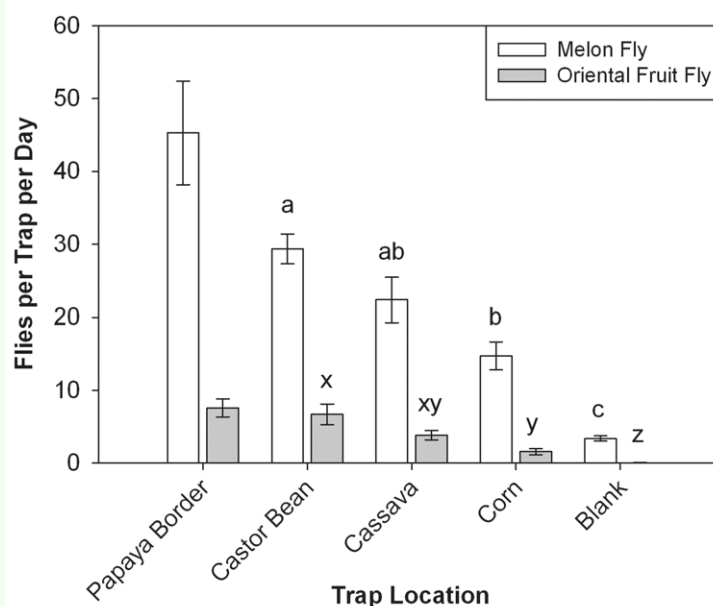 60
50
40
30
20
10
0
Flies per Trap per Day
Melon Fly
Oriental Fruit Fly
a
ab
b
c
x
xy
y
z
Papaya Border
Castor Bean
Cassava
Corn
Blank
Trap Location